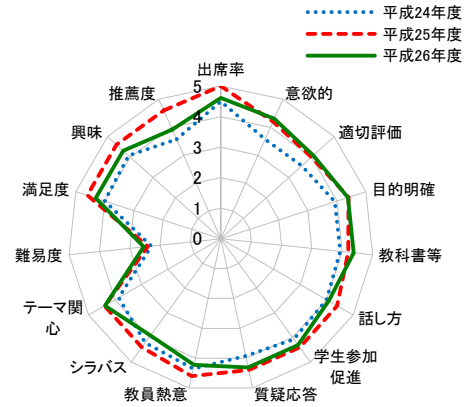 平成24年度
平成25年度
平成26年度
出席率
意欲的
適切評価
目的明確
教科書等
話し方
学生参加
促進
質疑応答
教員熱意
シラバス
テーマ関
心
難易度
満足度
興味
推薦度
5
4
3
2
1
0